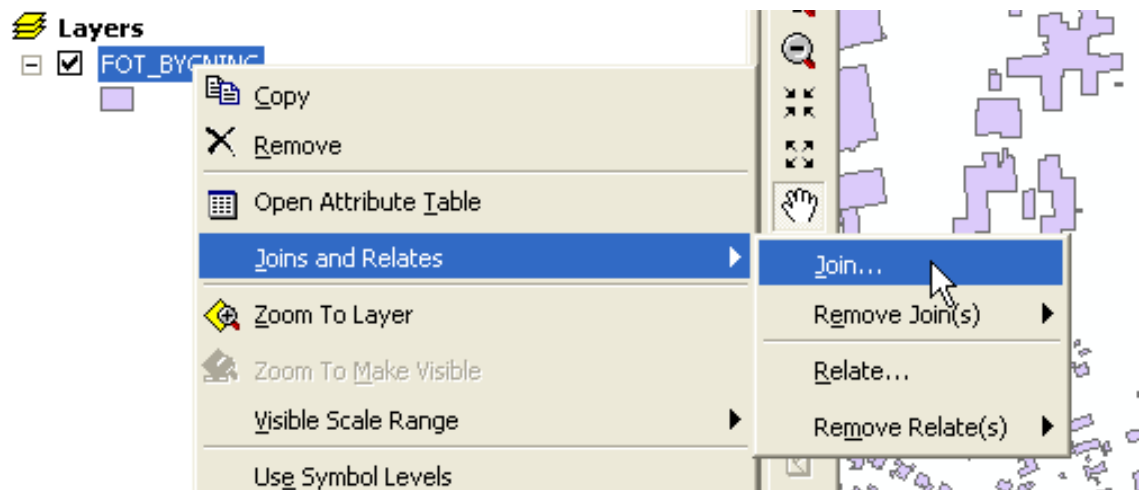 Layers
FOT_BYGNING
Copy
Remove
Open Attribute Table
Joins and Relates
Join...
Remove Join(s)
Zoom To Layer
Zoom To Make Visible
Relate...
Visible Scale Range
Remove Relate(s)
Use Symbol Levels